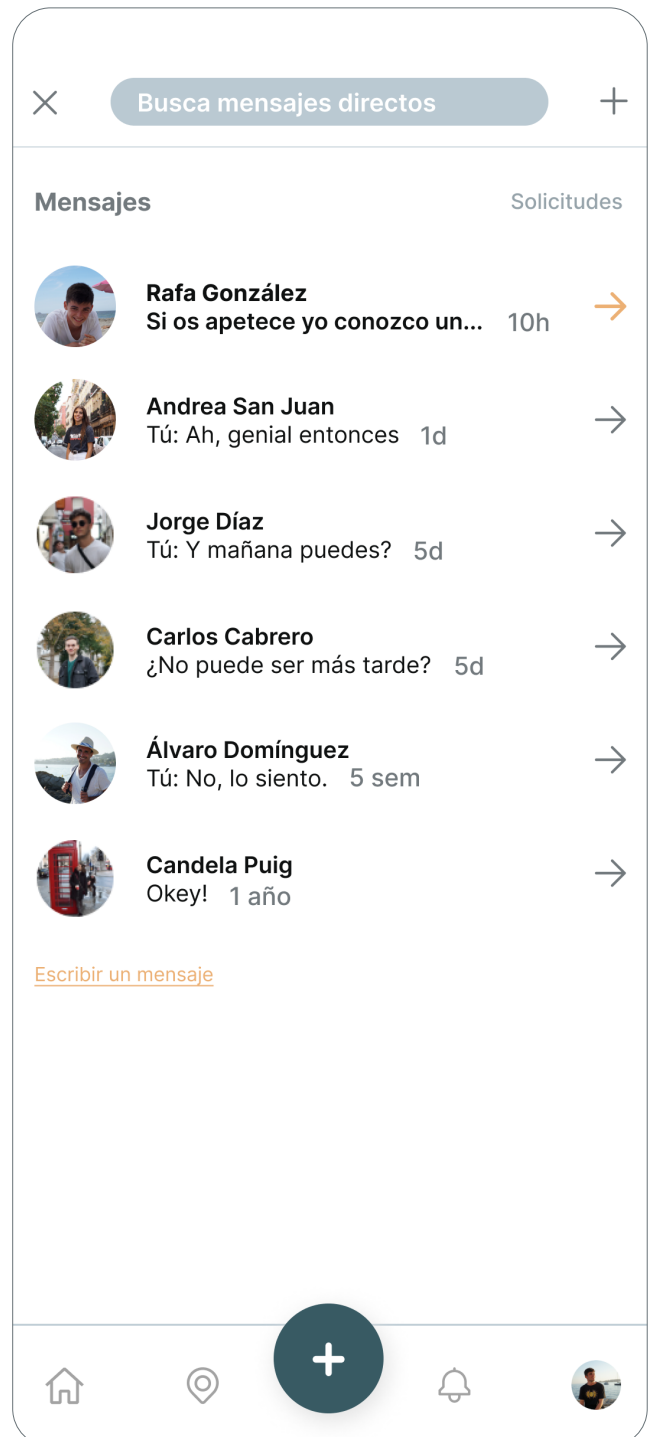 Busca mensajes directos
Mensajes
Solicitudes
Rafa González
Si os apetece yo conozco un... 10h
Andrea San Juan
Tú: Ah, genial entonces 1d
Jorge Díaz
Tú: Y mañana puedes? 5d
Carlos Cabrero
¿No puede ser más tarde? 5d
Álvaro Domínguez
Tú: No, lo siento. 5 sem
Candela Puig
Okey! 1 año
Escribir un mensaje